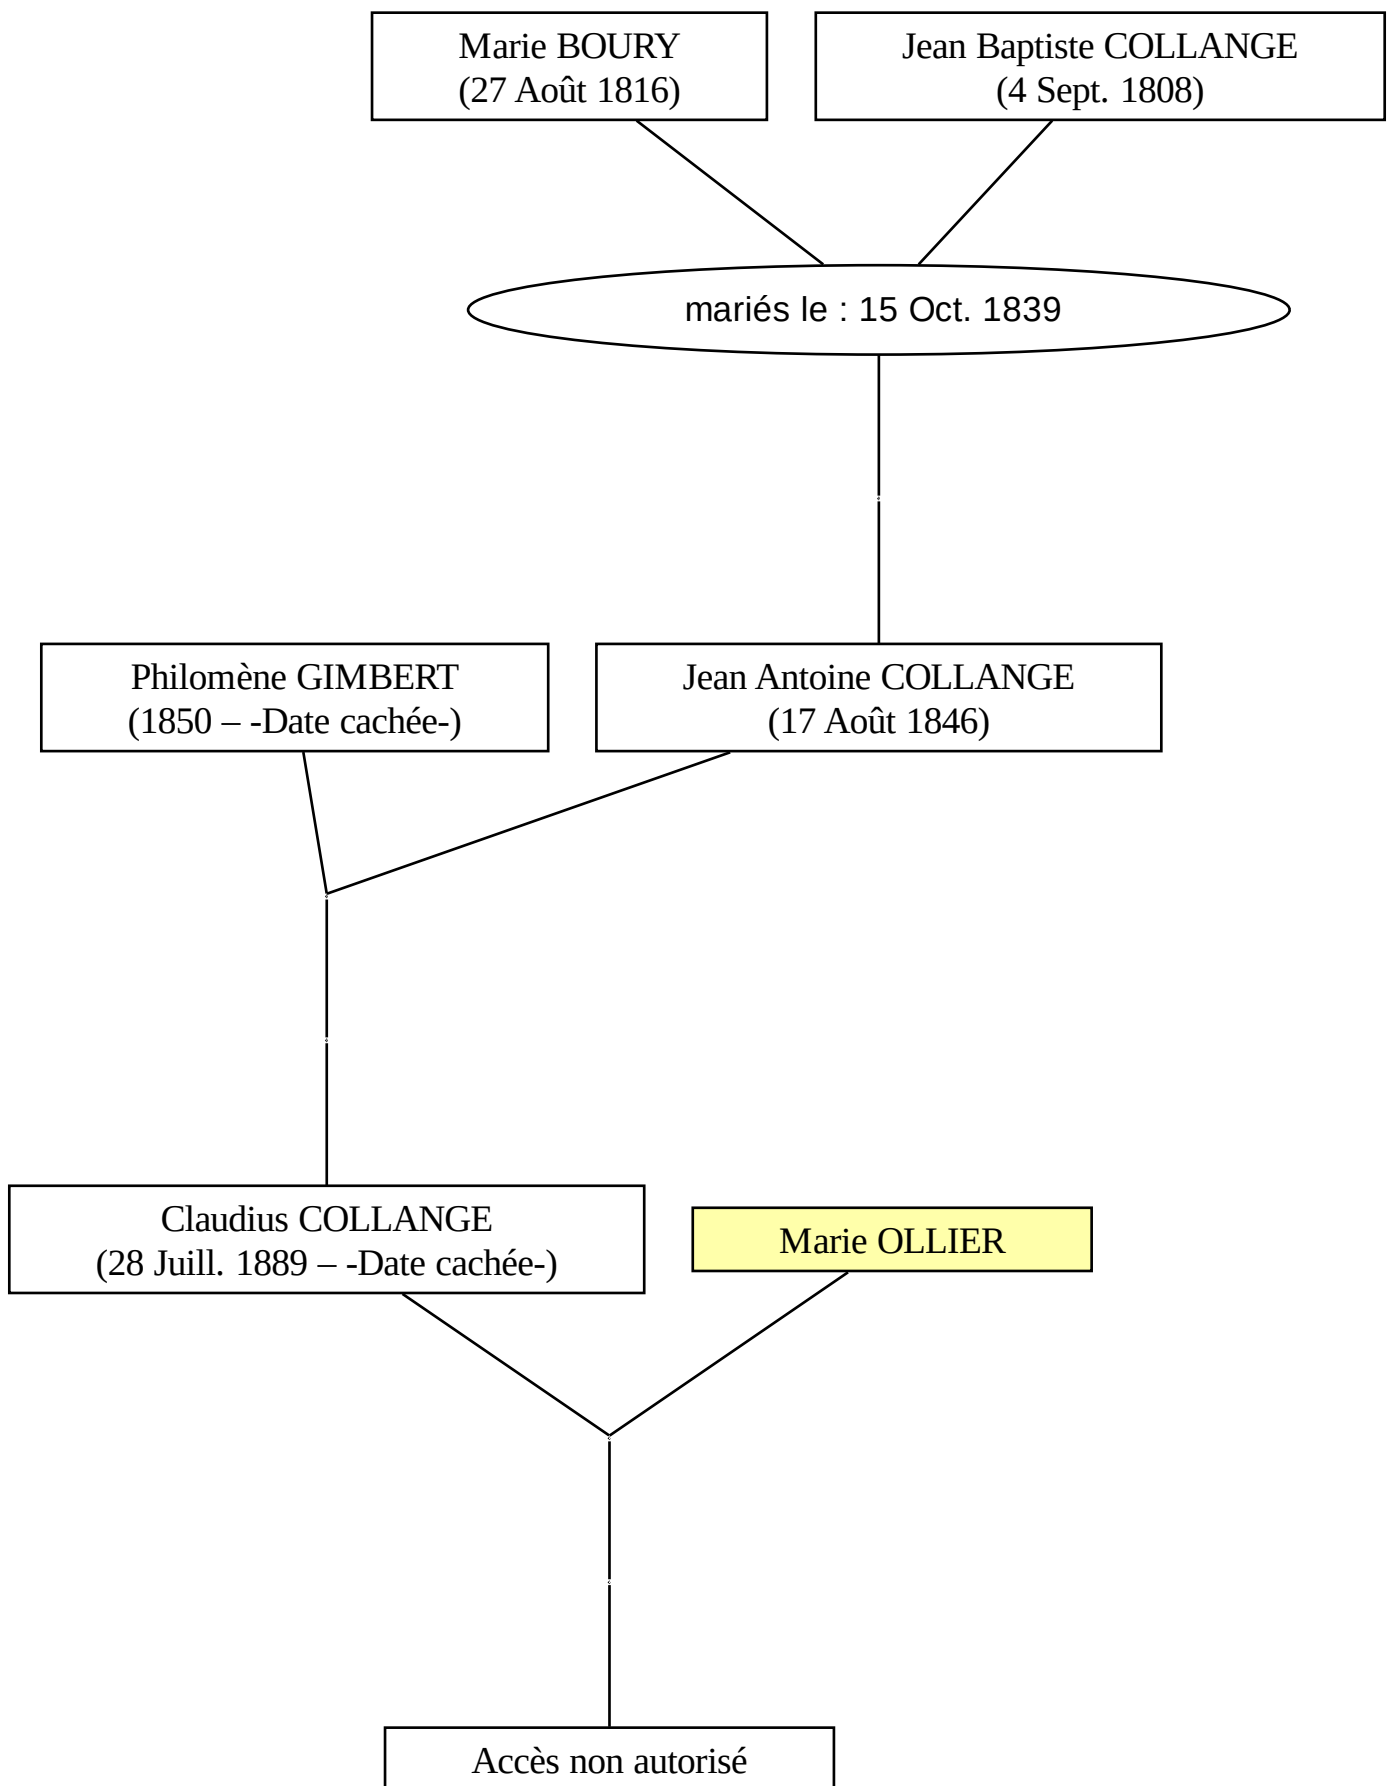 Marie BOURY
(27 Août 1816)
Jean Baptiste COLLANGE
(4 Sept. 1808)
mariés le : 15 Oct. 1839
Philomène GIMBERT
(1850 – -Date cachée-)
Jean Antoine COLLANGE
(17 Août 1846)
Claudius COLLANGE
(28 Juill. 1889 – -Date cachée-)
Marie OLLIER
Accès non autorisé